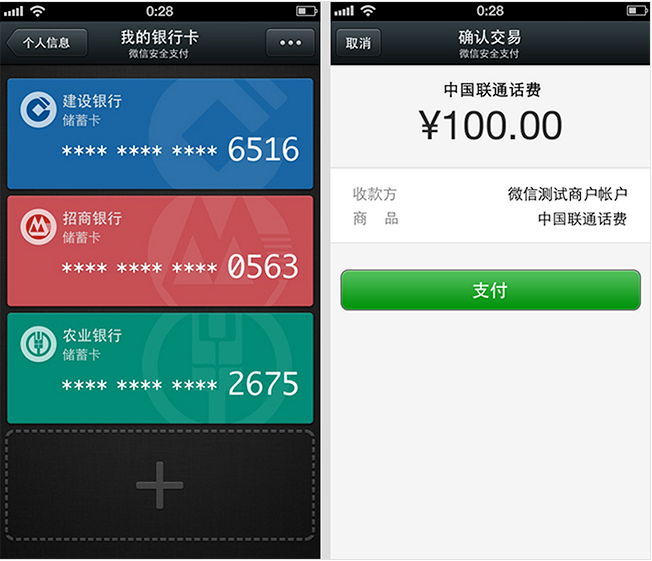 0:28
个人信息
我的银行卡
微信安全支付
建设银行
储蓄卡
**** **** **** 6516
招商银行
储蓄卡
**** **** **** 0563
农业银行
储蓄卡
**** **** **** 2675
0:28
取消
确认交易
微信安全支付
中国联通话费
¥100.00
收款方 微信测试商户帐户
商 品 中国联通话费
支付